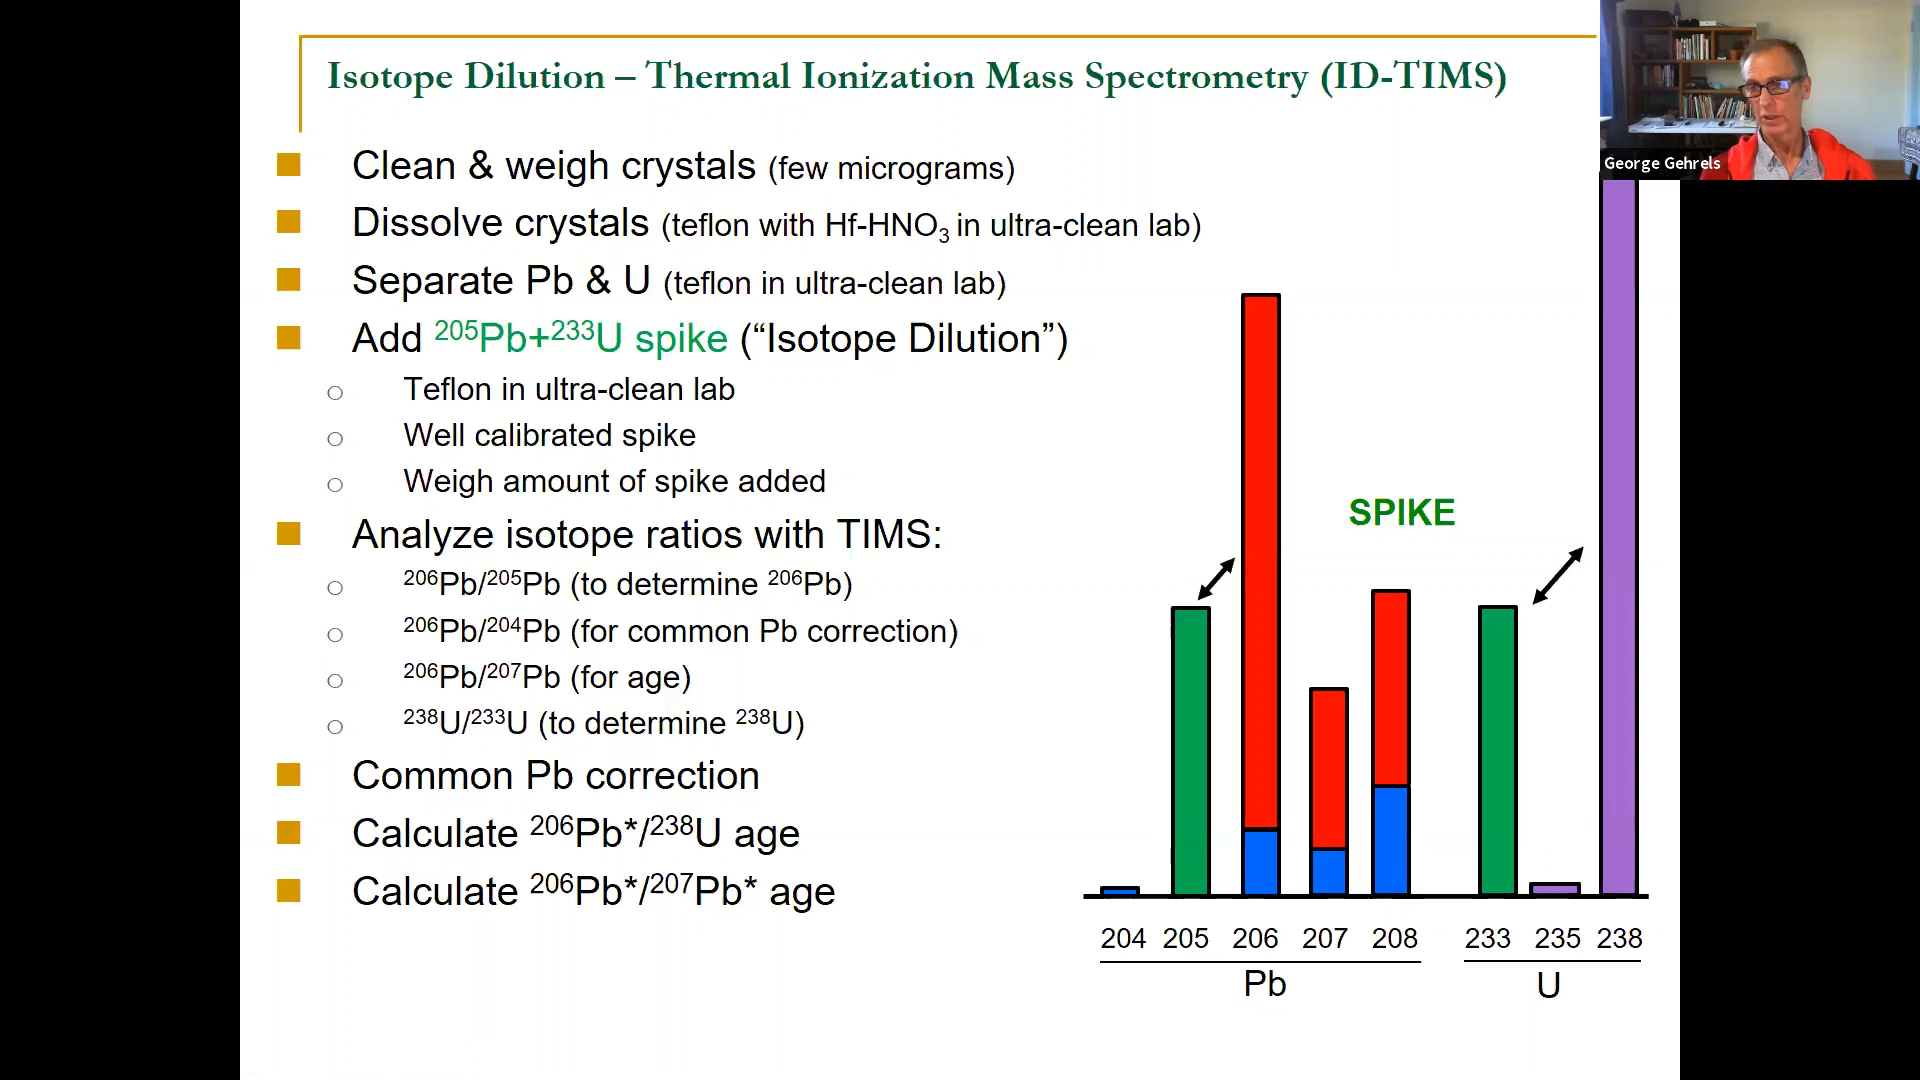 Isotope Dilution – Thermal Ionization Mass Spectrometry (ID-TIMS)
George Gehrels
Clean & weigh crystals (few micrograms)
Dissolve crystals (teflon with Hf-HNO₃ in ultra-clean lab)
Separate Pb & U (teflon in ultra-clean lab)
Add ²⁰⁵Pb+²³³U spike (“Isotope Dilution”)
Teflon in ultra-clean lab
Well calibrated spike
Weigh amount of spike added
Analyze isotope ratios with TIMS:
²⁰⁶Pb/²⁰⁵Pb (to determine ²⁰⁶Pb)
²⁰⁶Pb/²⁰⁴Pb (for common Pb correction)
²⁰⁶Pb/²⁰⁷Pb (for age)
²³⁸U/²³³U (to determine ²³⁸U)
Common Pb correction
Calculate ²⁰⁶Pb*/²³⁸U age
Calculate ²⁰⁶Pb*/²⁰⁷Pb* age
SPIKE
204 205 206 207 208 233 235 238
Pb U